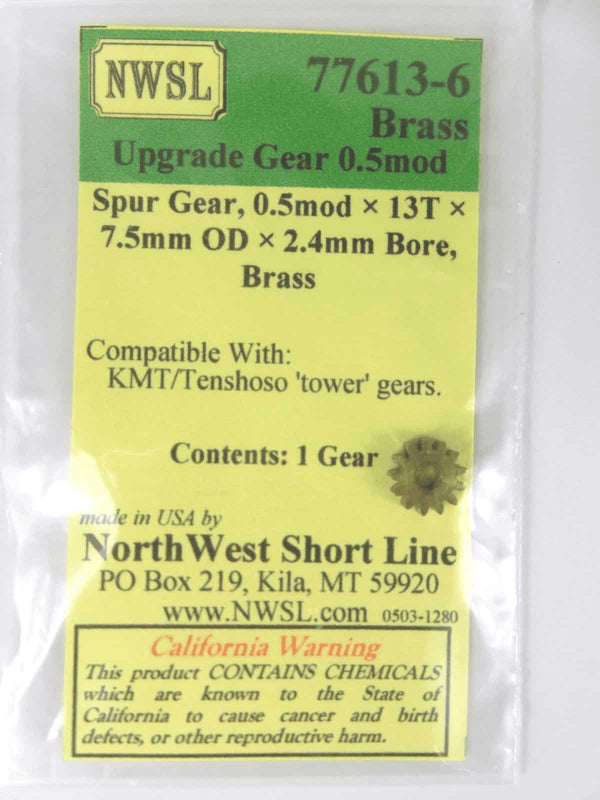 NWSL
77613-6
Brass
Upgrade Gear 0.5mod
Spur Gear, 0.5mod × 13T ×
7.5mm OD × 2.4mm Bore,
Brass
Compatible With:
KMT/Tenshoso 'tower' gears.
Contents: 1 Gear
made in USA by
NorthWest Short Line
PO Box 219, Kila, MT 59920
www.NWSL.com 0503-1280
California Warning
This product CONTAINS CHEMICALS
which are known to the State of
California to cause cancer and birth
defects, or other reproductive harm.